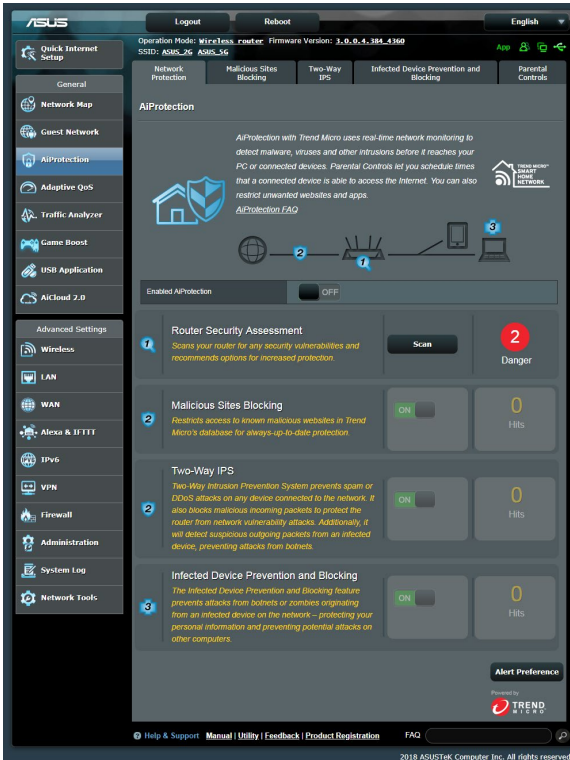 ASUS
Logout
Reboot
English
Quick Internet
Setup
Operation Mode: Wireless router Firmware Version: 3.0.0.4.384_4360
SSID: ASUS_2G ASUS_5G
App
General
Network Map
Guest Network
AiProtection
Adaptive QoS
Traffic Analyzer
Game Boost
USB Application
AiCloud 2.0
Advanced Settings
Wireless
LAN
WAN
Alexa & IFTTT
IPv6
VPN
Firewall
Administration
System Log
Network Tools
Network
Protection
Malicious Sites
Blocking
Two-Way
IPS
Infected Device Prevention and
Blocking
Parental
Controls
AiProtection
AiProtection with Trend Micro uses real-time network monitoring to
detect malware, viruses and other intrusions before it reaches your
PC or connected devices. Parental Controls let you schedule times
that a connected device is able to access the Internet. You can also
restrict unwanted websites and apps.
AiProtection FAQ
TREND MICRO™
SMART
HOME
NETWORK
2
1
3
Enabled AiProtection
OFF
1
Router Security Assessment
Scans your router for any security vulnerabilities and
recommends options for increased protection.
Scan
2
Danger
2
Malicious Sites Blocking
Restricts access to known malicious websites in Trend
Micro's database for always-up-to-date protection.
ON
0
Hits
2
Two-Way IPS
Two-Way Intrusion Prevention System prevents spam or
DDoS attacks on any device connected to the network. It
also blocks malicious incoming packets to protect the
router from network vulnerability attacks. Additionally, it
will detect suspicious outgoing packets from an infected
device, preventing attacks from botnets.
ON
0
Hits
3
Infected Device Prevention and Blocking
The Infected Device Prevention and Blocking feature
prevents attacks from botnets or zombies originating
from an infected device on the network – protecting your
personal information and preventing potential attacks on
other computers.
ON
0
Hits
Alert Preference
Powered by
TREND
MICRO
Help & Support
Manual | Utility | Feedback | Product Registration
FAQ
2018 ASUSTeK Computer Inc. All rights reserved